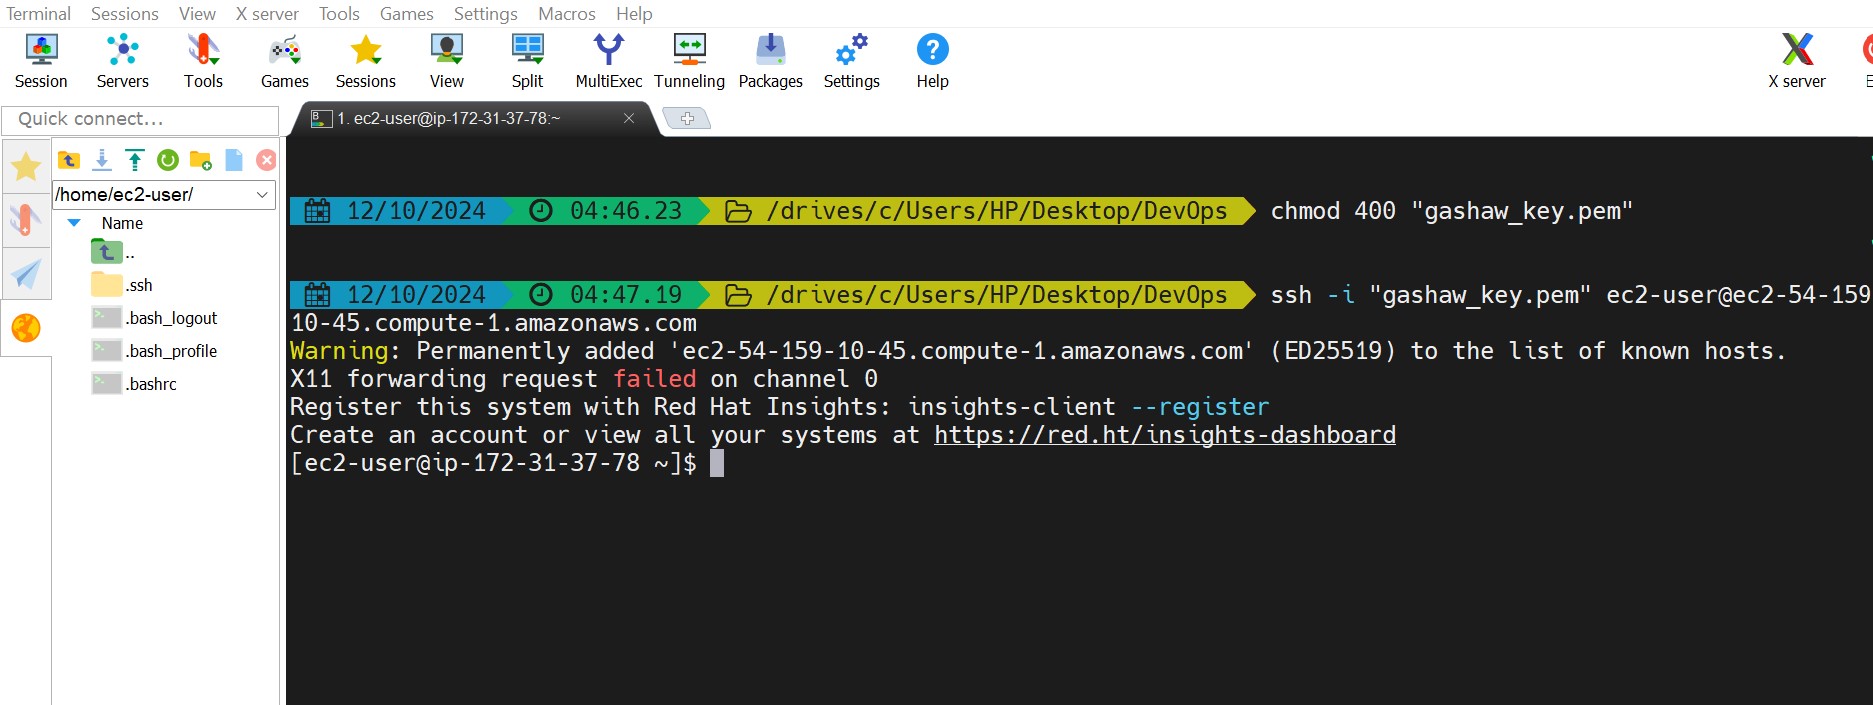 Terminal Sessions View X server Tools Games Settings Macros Help
Session Servers Tools Games Sessions View Split MultiExec Tunneling Packages Settings Help X server
Quick connect...
1. ec2-user@ip-172-31-37-78:~
/home/ec2-user/
Name
..
.ssh
.bash_logout
.bash_profile
.bashrc
12/10/2024 04:46.23 /drives/c/Users/HP/Desktop/DevOps chmod 400 "gashaw_key.pem"
12/10/2024 04:47.19 /drives/c/Users/HP/Desktop/DevOps ssh -i "gashaw_key.pem" ec2-user@ec2-54-159
10-45.compute-1.amazonaws.com
Warning: Permanently added 'ec2-54-159-10-45.compute-1.amazonaws.com' (ED25519) to the list of known hosts.
X11 forwarding request failed on channel 0
Register this system with Red Hat Insights: insights-client --register
Create an account or view all your systems at https://red.ht/insights-dashboard
[ec2-user@ip-172-31-37-78 ~]$